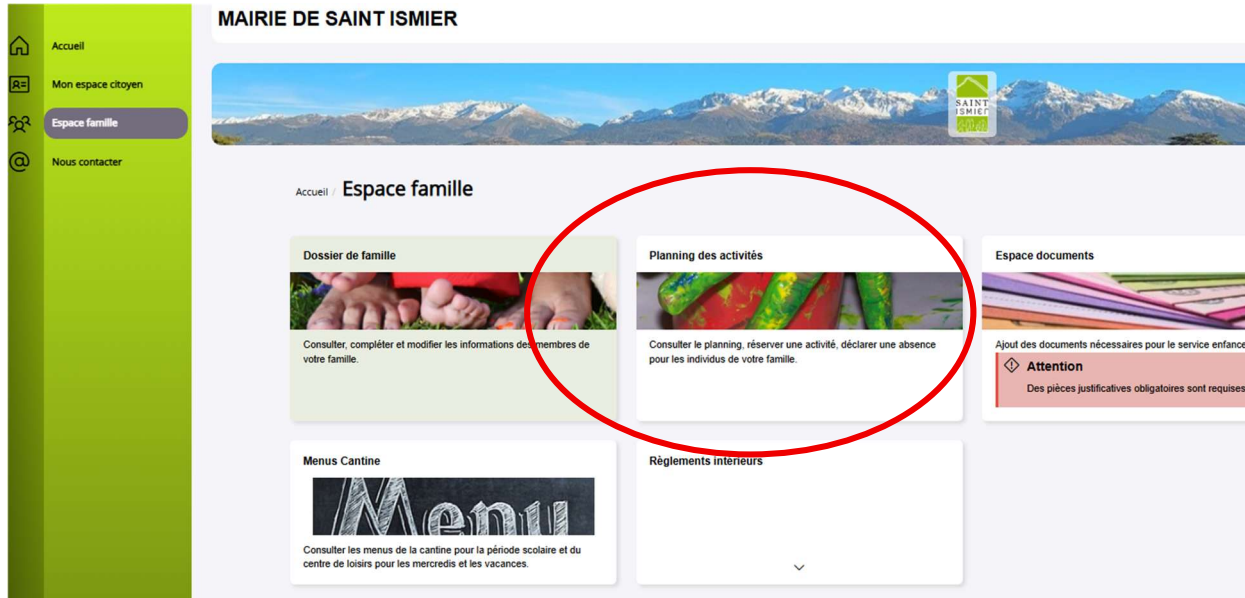 MAIRIE DE SAINT ISMIER
Accueil
Mon espace citoyen
Espace famille
Nous contacter
SAINT
ISMIER
Accueil / Espace famille
Dossier de famille
Consulter, compléter et modifier les informations des membres de
votre famille.
Planning des activités
Consulter le planning, réserver une activité, déclarer une absence
pour les individus de votre famille.
Espace documents
Ajout des documents nécessaires pour le service enfance
Attention
Des pièces justificatives obligatoires sont requises
Menus Cantine
Menu
Consulter les menus de la cantine pour la période scolaire et du
centre de loisirs pour les mercredis et les vacances.
Règlements intérieurs